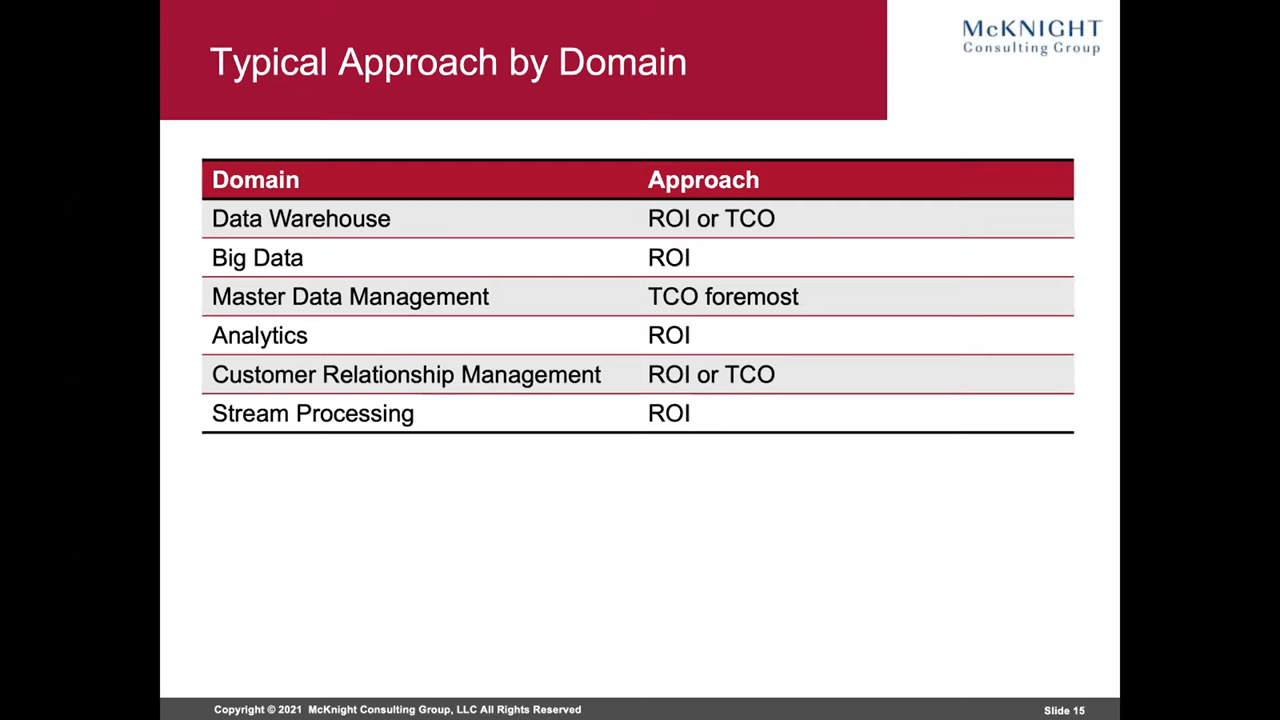 Typical Approach by Domain
McKNIGHT
Consulting Group
Domain Approach
Data Warehouse ROI or TCO
Big Data ROI
Master Data Management TCO foremost
Analytics ROI
Customer Relationship Management ROI or TCO
Stream Processing ROI
Copyright © 2021 McKnight Consulting Group, LLC All Rights Reserved Slide 15